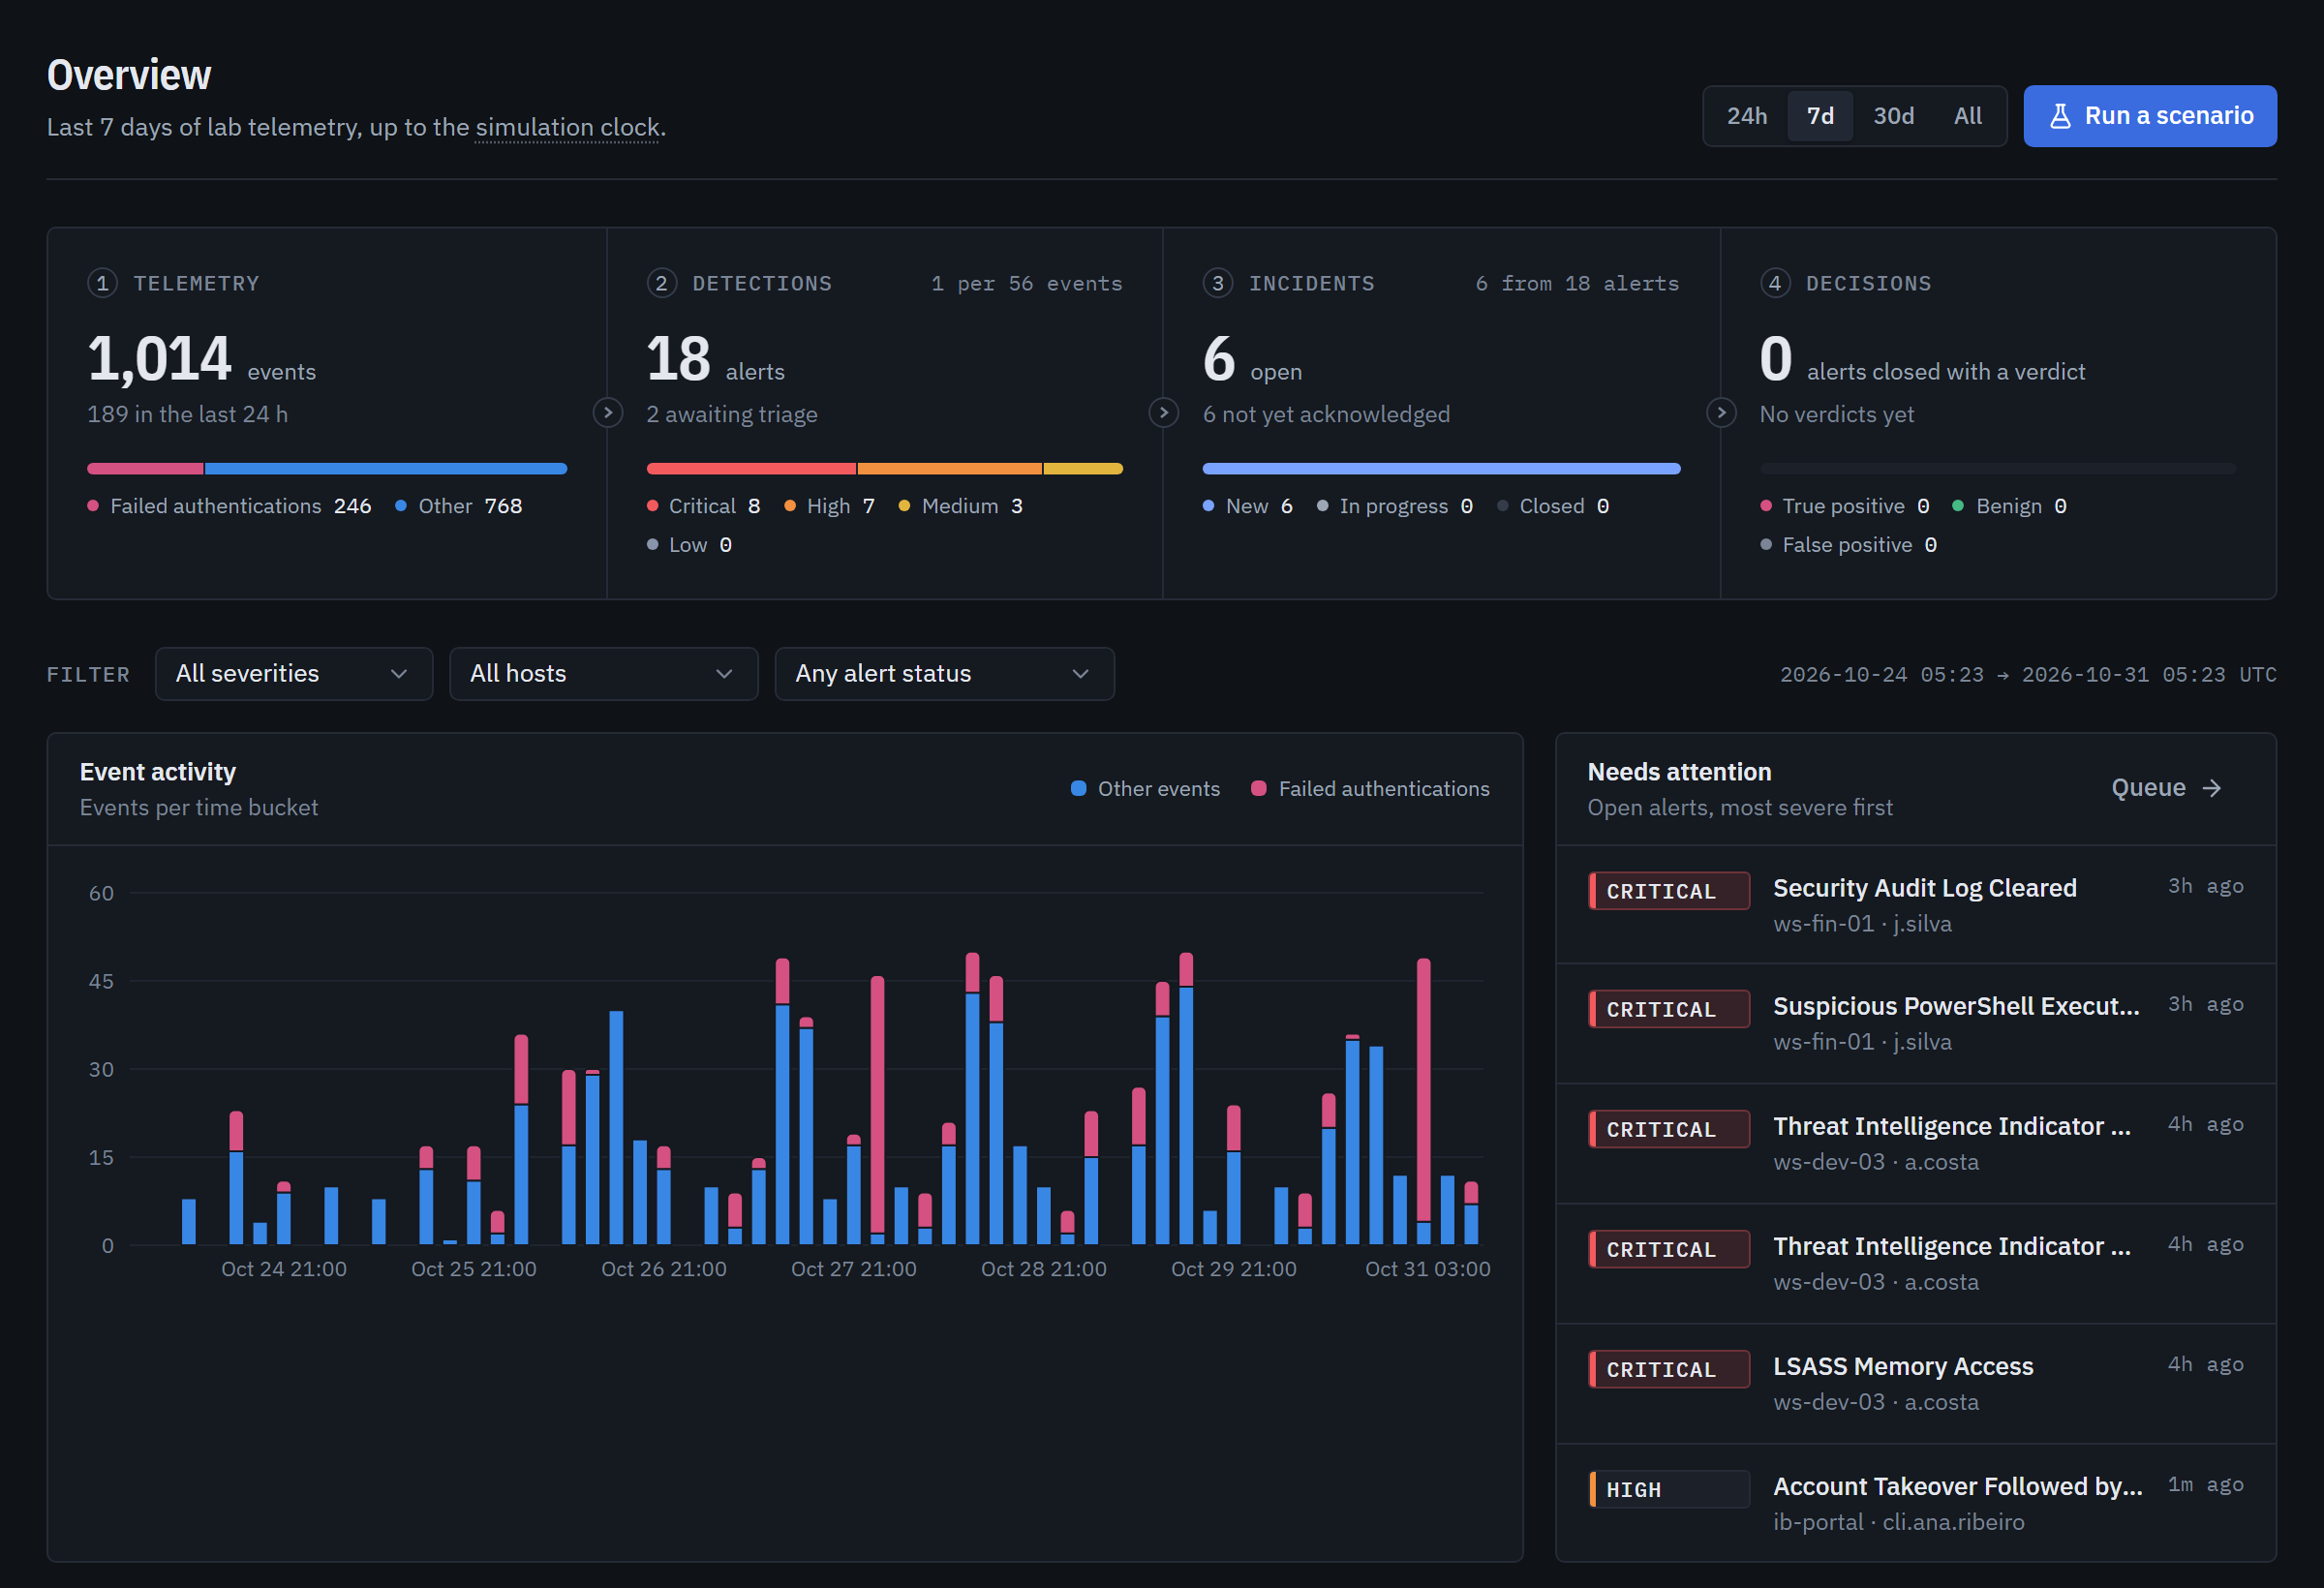 Overview
Last 7 days of lab telemetry, up to the simulation clock.
24h 7d 30d All Run a scenario
1 TELEMETRY
1,014 events
189 in the last 24 h
Failed authentications 246 Other 768
2 DETECTIONS 1 per 56 events
18 alerts
2 awaiting triage
Critical 8 High 7 Medium 3
Low 0
3 INCIDENTS 6 from 18 alerts
6 open
6 not yet acknowledged
New 6 In progress 0 Closed 0
4 DECISIONS
0 alerts closed with a verdict
No verdicts yet
True positive 0 Benign 0
False positive 0
FILTER All severities All hosts Any alert status 2026-10-24 05:23 → 2026-10-31 05:23 UTC
Event activity
Events per time bucket
Other events Failed authentications
60
45
30
15
0
Oct 24 21:00 Oct 25 21:00 Oct 26 21:00 Oct 27 21:00 Oct 28 21:00 Oct 29 21:00 Oct 31 03:00
Needs attention
Open alerts, most severe first
Queue →
CRITICAL Security Audit Log Cleared 3h ago
ws-fin-01 · j.silva
CRITICAL Suspicious PowerShell Execut... 3h ago
ws-fin-01 · j.silva
CRITICAL Threat Intelligence Indicator ... 4h ago
ws-dev-03 · a.costa
CRITICAL Threat Intelligence Indicator ... 4h ago
ws-dev-03 · a.costa
CRITICAL LSASS Memory Access 4h ago
ws-dev-03 · a.costa
HIGH Account Takeover Followed by... 1m ago
ib-portal · cli.ana.ribeiro